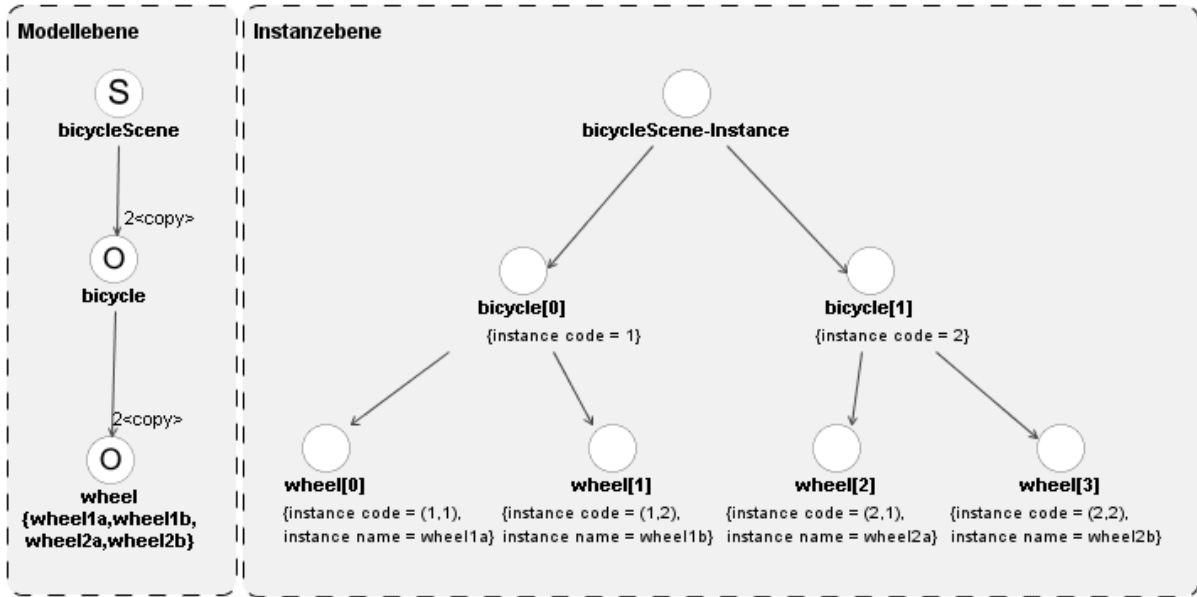 Modellebene
S
bicycleScene
2<copy>
O
bicycle
2<copy>
O
wheel
{wheel1a,wheel1b,
wheel2a,wheel2b}
Instanzebene
bicycleScene-Instance
bicycle[0]
{instance code = 1}
bicycle[1]
{instance code = 2}
wheel[0]
{instance code = (1,1),
instance name = wheel1a}
wheel[1]
{instance code = (1,2),
instance name = wheel1b}
wheel[2]
{instance code = (2,1),
instance name = wheel2a}
wheel[3]
{instance code = (2,2),
instance name = wheel2b}